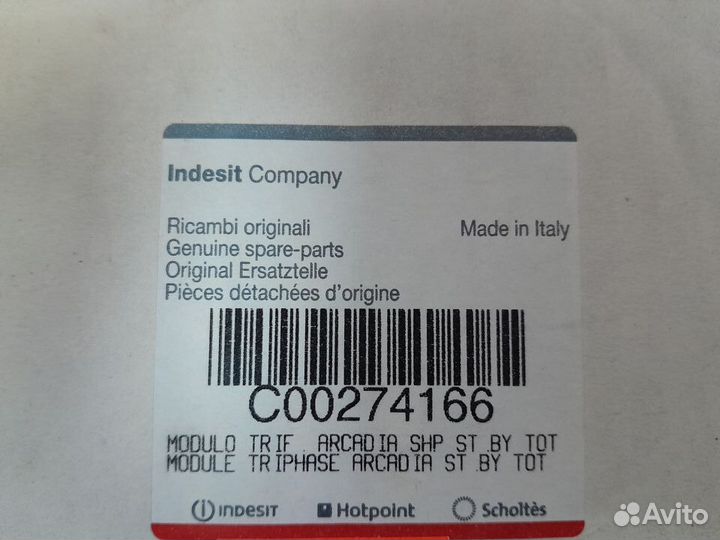 Indesit Company
Ricambi originali
Made in Italy
Genuine spare-parts
Original Ersatztelle
Pièces détachées d'origine
C00274166
MODULO TRIF. ARCADIA SHP ST.BY TOT
MODULE TRIPHASE ARCADIA ST.BY TOT
INDESIT Hotpoint Scholtès
Avito